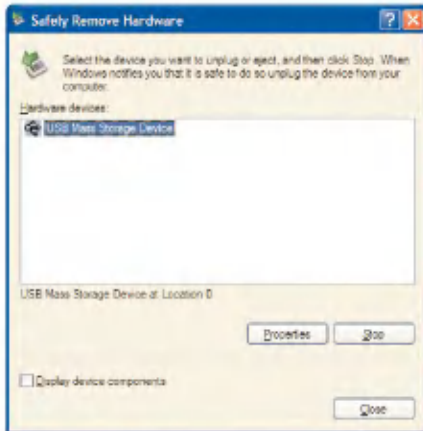 Safely Remove Hardware
Select the device you want to unplug or eject, and then click Stop. When
Windows notifies you that it is safe to do so unplug the device from your
computer.
Hardware devices:
USB Mass Storage Device
USB Mass Storage Device at Location 0
Properties
Stop
Display device components
Close